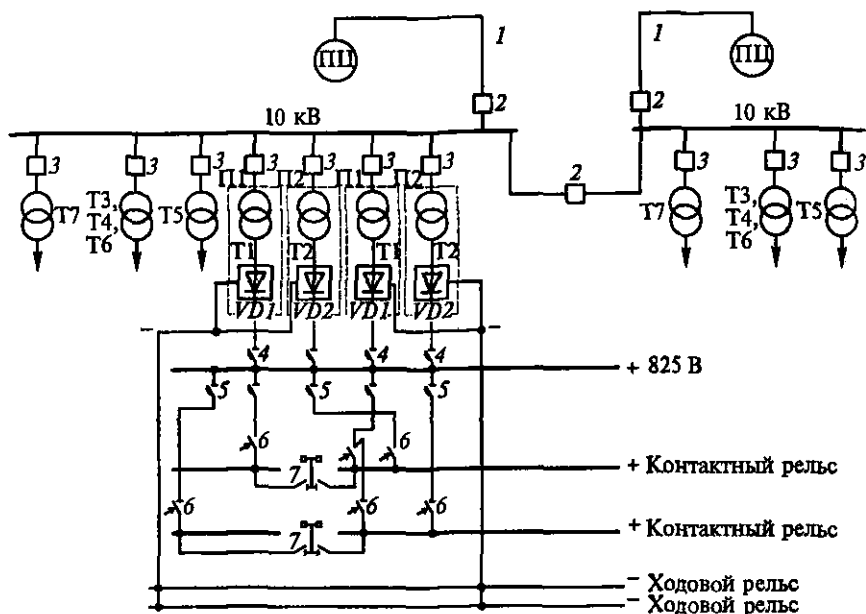 1
ПЦ
2
10 кВ
1
ПЦ
2
10 кВ
2
3
3
3
3
3
3
3
3
3
3
П1
П2
П1
П2
Т7
Т3,
Т4,
Т6
Т5
Т1
Т2
Т1
Т2
Т7
Т3,
Т4,
Т6
Т5
VD1
VD2
VD1
VD2
−
−
4
4
+ 825 В
5
5
5
6
6
7
+ Контактный рельс
6
6
6
7
+ Контактный рельс
− Ходовой рельс
− Ходовой рельс